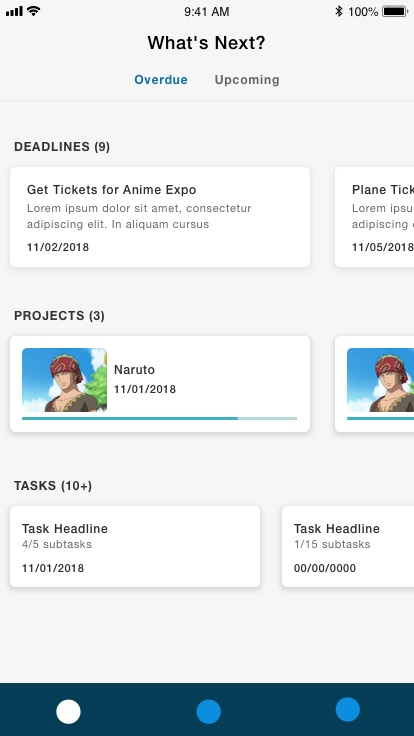 9:41 AM 100%
What's Next?
Overdue Upcoming
DEADLINES (9)
Get Tickets for Anime Expo
Lorem ipsum dolor sit amet, consectetur
adipiscing elit. In aliquam cursus
11/02/2018
Plane Tick
Lorem ipsu
adipiscing
11/05/2018
PROJECTS (3)
Naruto
11/01/2018
TASKS (10+)
Task Headline
4/5 subtasks
11/01/2018
Task Headline
1/15 subtasks
00/00/0000